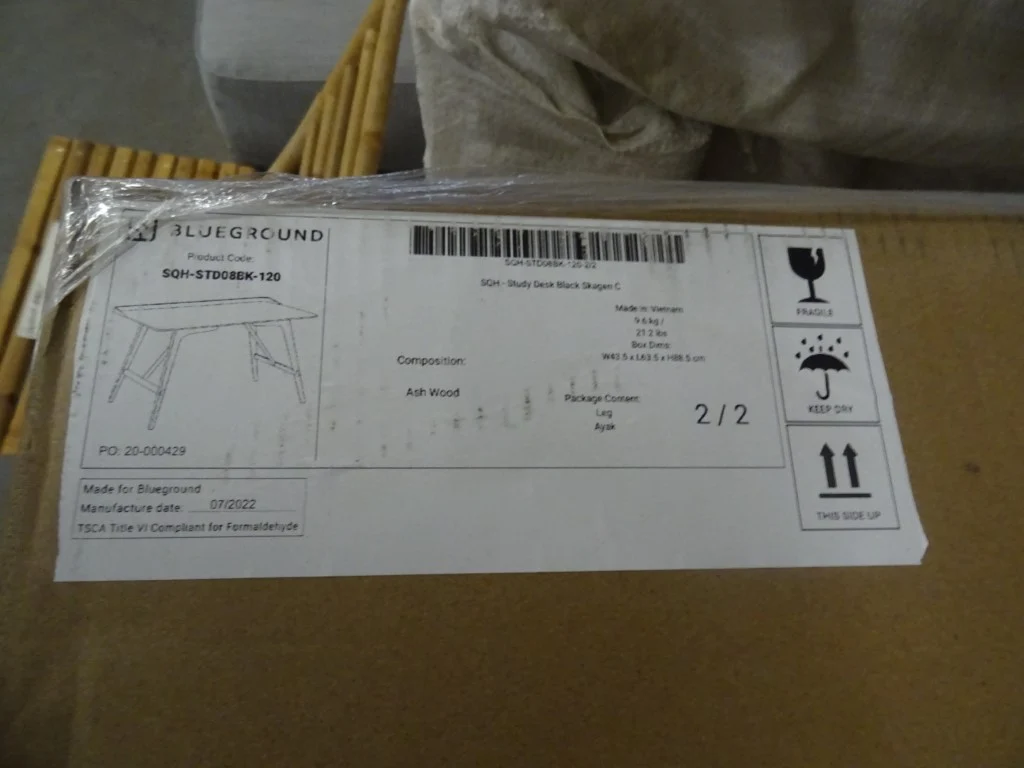 BLUEGROUND
Product Code:
SQH-STD08BK-120
PO: 20-000429
SQH-STD08BK-120-2/2
SQH - Study Desk Black Skagen C
Made in: Vietnam
9.6 kg /
21.2 lbs
Box Dims:
W43.5 x L63.5 x H88.5 cm
Composition:
Ash Wood
Package Content:
Leg
Ayak
2 / 2
FRAGILE
KEEP DRY
THIS SIDE UP
Made for Blueground
Manufacture date: 07/2022
TSCA Title VI Compliant for Formaldehyde